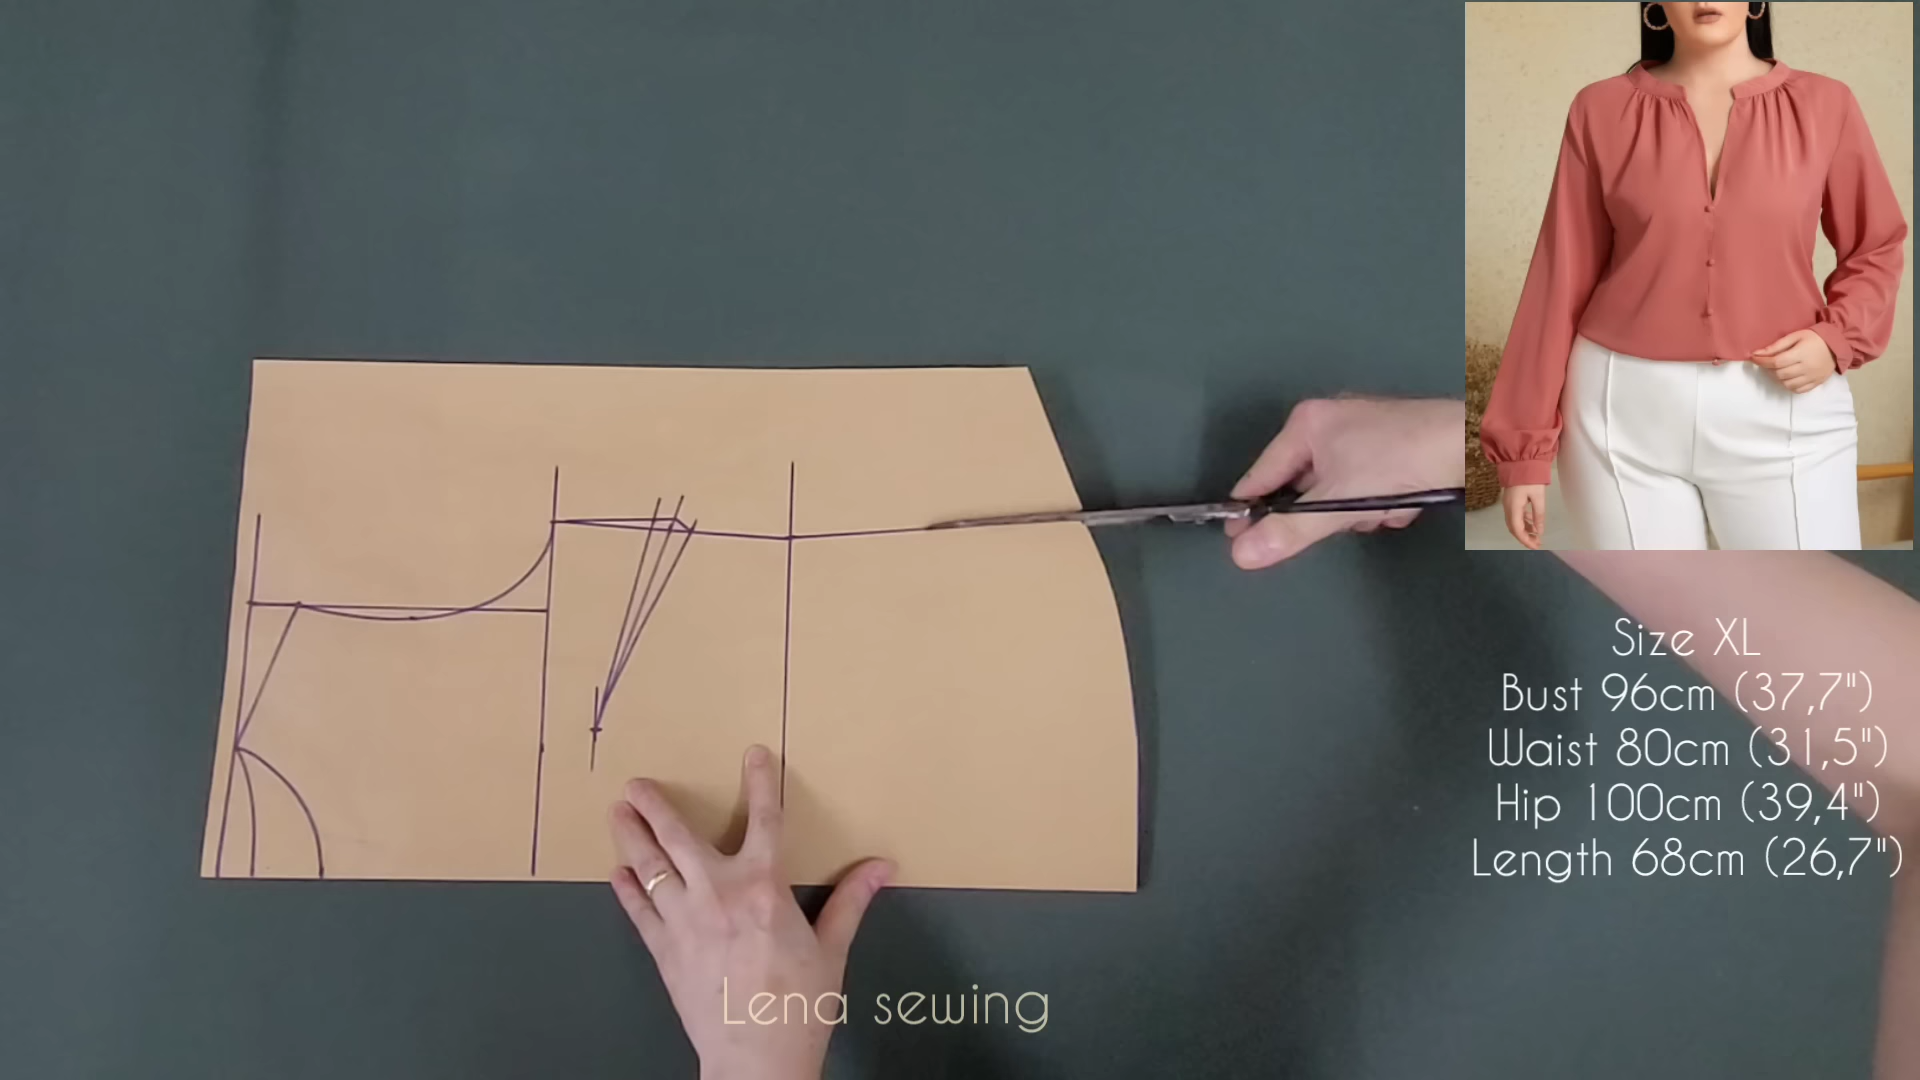 Size XL
Bust 96cm (37,7")
Waist 80cm (31,5")
Hip 100cm (39,4")
Length 68cm (26,7")
Lena sewing